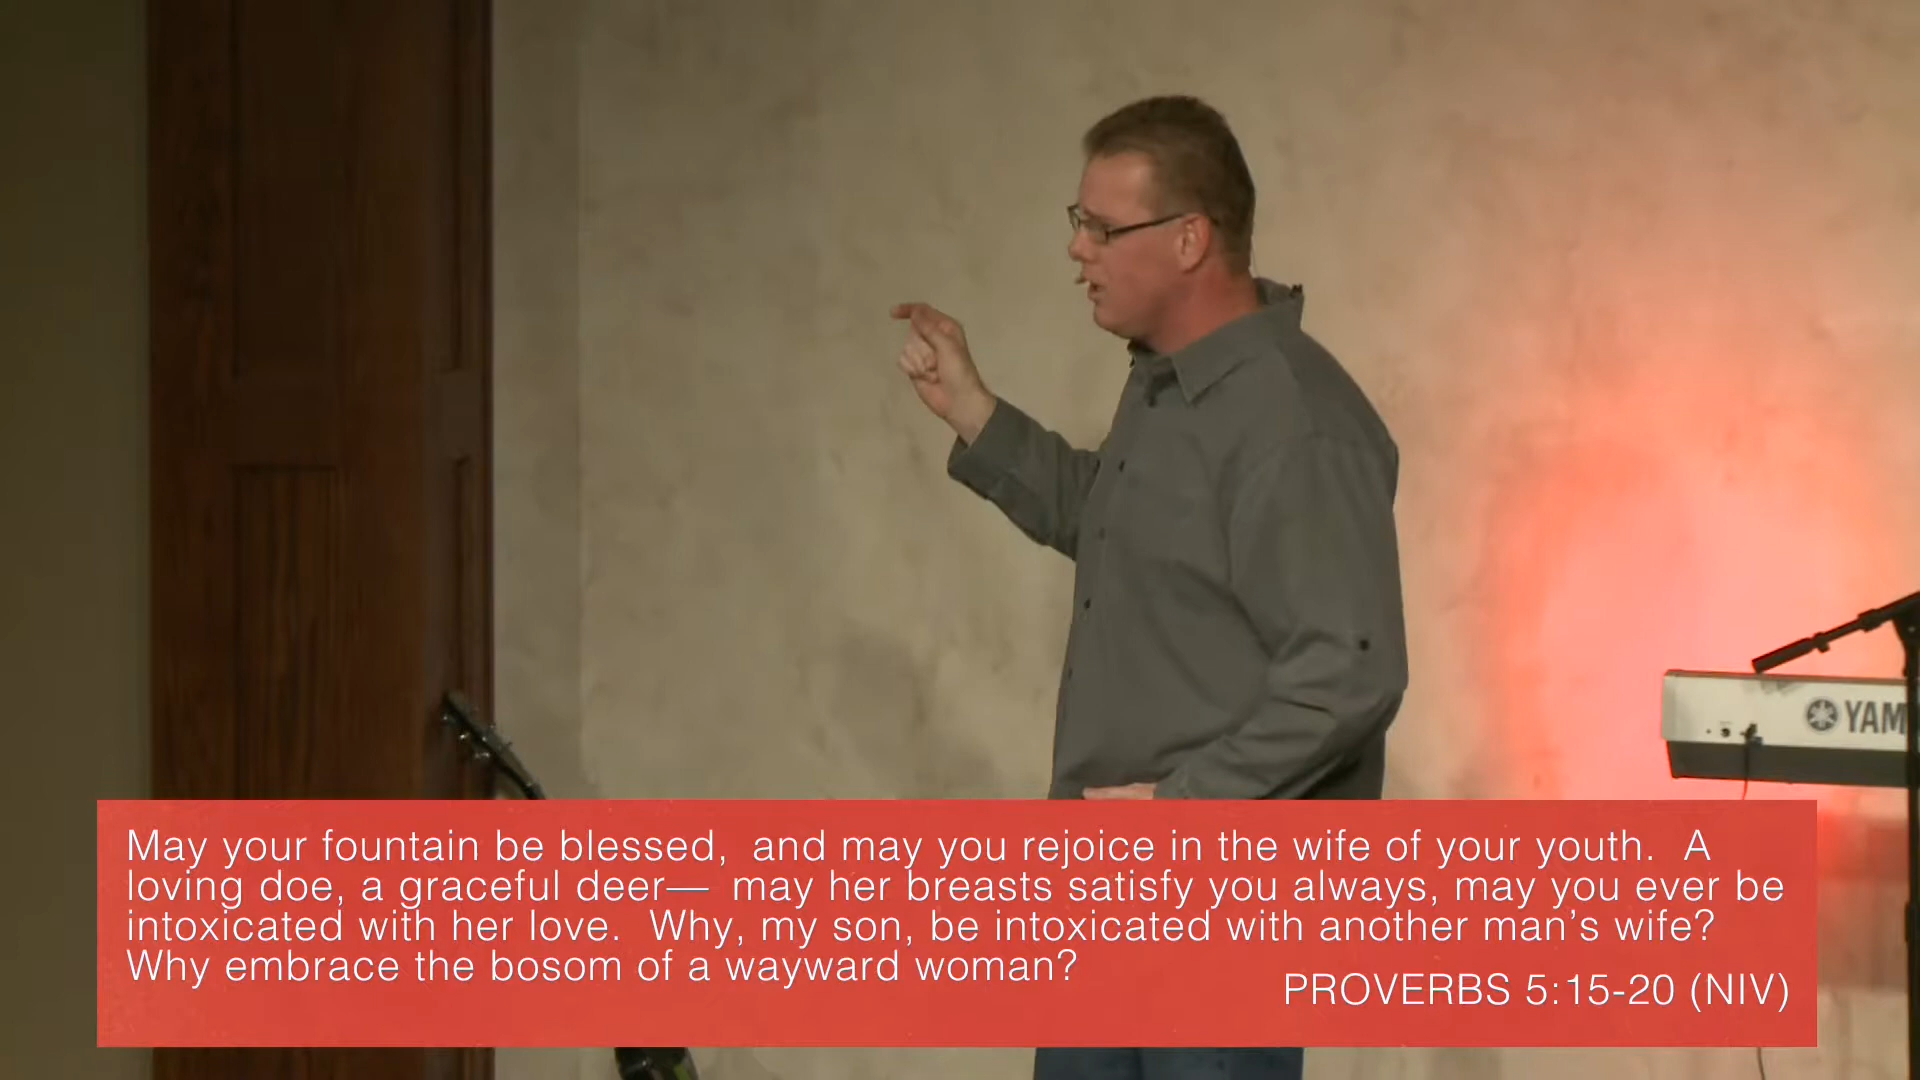 YAM
May your fountain be blessed,  and may you rejoice in the wife of your youth.  A
loving doe, a graceful deer—  may her breasts satisfy you always, may you ever be
intoxicated with her love.  Why, my son, be intoxicated with another man’s wife?
Why embrace the bosom of a wayward woman?
PROVERBS 5:15-20 (NIV)